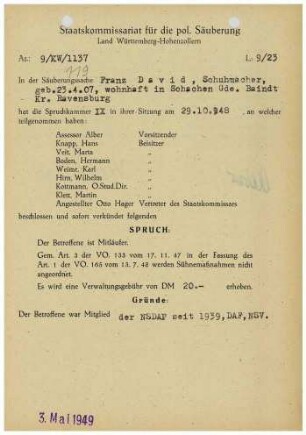 Staatskommissariat für die pol. Säuberung
Land Württemberg-Hohenzollern
Az.: 9/KW/1137 L. 9/23
119
In der Säuberungssache Franz David, Schuhmacher,
geb.23.4.07, wohnhaft in Schachen Gde. Baindt
- Kr. Ravensburg
hat die Spruchkammer IX in ihrer Sitzung am 29.10.948 , an welcher
teilgenommen haben:
Assessor Alber Vorsitzender
Knapp, Hans Beisitzer
Veit, Maria „
Boden, Hermann „
Weimr, Karl „
Hirn, Wilhelm „
Kottmann, O.Stud.Dir. „
Klett, Martin „
Angestellter Otto Hager Vertreter des Staatskommissars
beschlossen und sofort verkündet folgenden
SPRUCH:
Der Betroffene ist Mitläufer.
Gem. Art. 3 der VO. 133 vom 17. 11. 47 in der Fassung des
Art. 1 der VO. 165 vom 13. 7. 48 werden Sühnemaßnahmen nicht
angeordnet.
Es wird eine Verwaltungsgebühr von DM 20.- erhoben.
Gründe:
Der Betroffene war Mitglied der NSDAP seit 1939, DAF, NSV.
3. Mai 1949